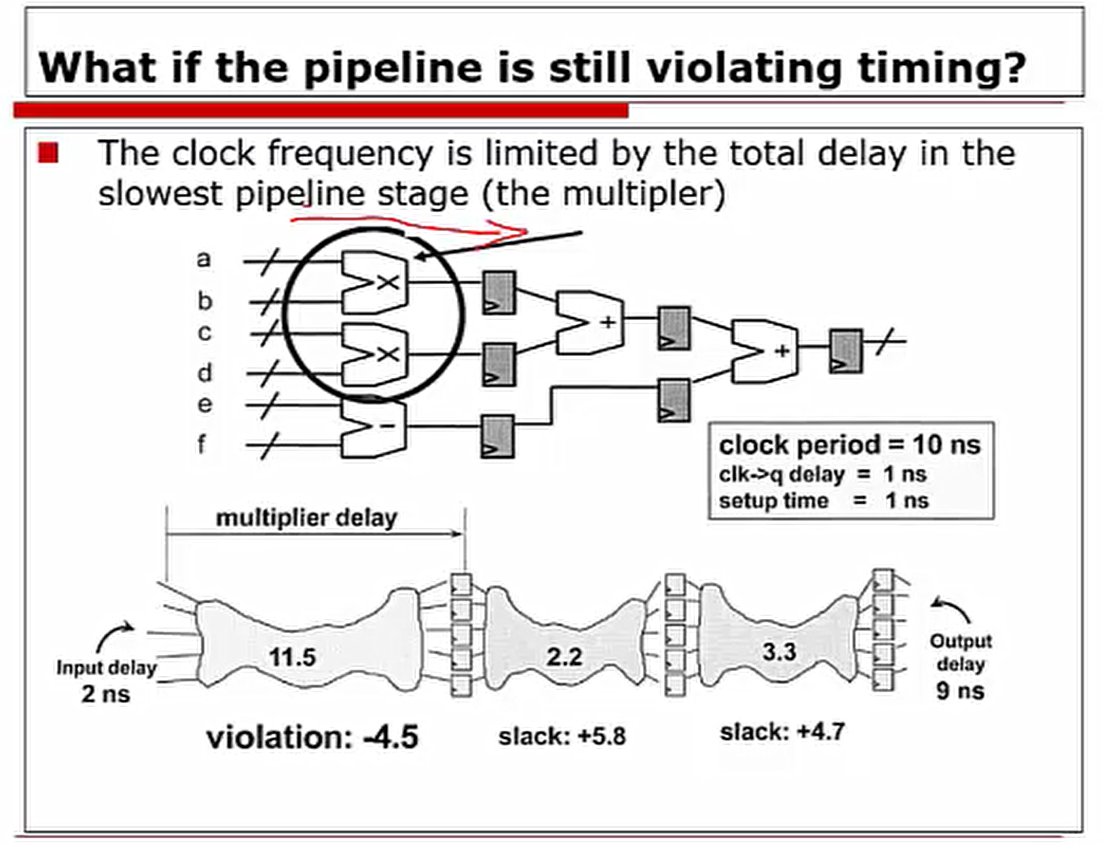 What if the pipeline is still violating timing?
The clock frequency is limited by the total delay in the
slowest pipeline stage (the multipler)
a
b
c
d
e
f
×
×
−
+
+
clock period = 10 ns
clk->q delay = 1 ns
setup time = 1 ns
multiplier delay
Input delay
2 ns
11.5
2.2
3.3
Output
delay
9 ns
violation: -4.5
slack: +5.8
slack: +4.7